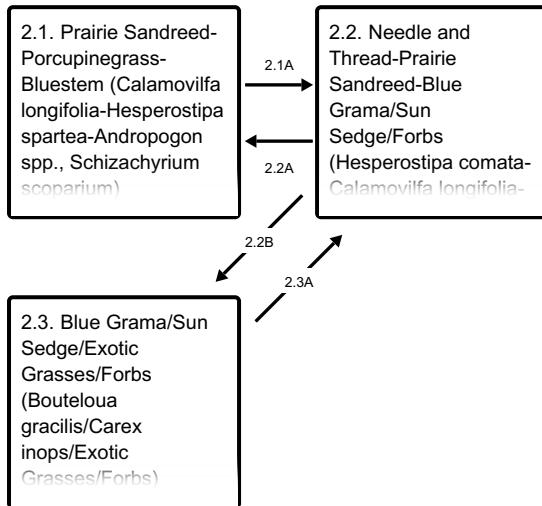 2.1. Prairie Sandreed-
Porcupinegrass-
Bluestem (Calamovilfa
longifolia-Hesperostipa
spartea-Andropogon
spp., Schizachyrium
scoparium)
2.1A
2.2A
2.2. Needle and
Thread-Prairie
Sandreed-Blue
Grama/Sun
Sedge/Forbs
(Hesperostipa comata-
Calamovilfa longifolia-
2.2B
2.3A
2.3. Blue Grama/Sun
Sedge/Exotic
Grasses/Forbs
(Bouteloua
gracilis/Carex
inops/Exotic
Grasses/Forbs)